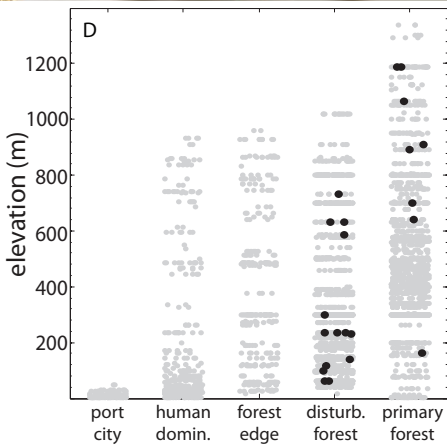 D
1200
1000
800
600
400
200
elevation (m)
port human forest disturb. primary
city domin. edge forest forest